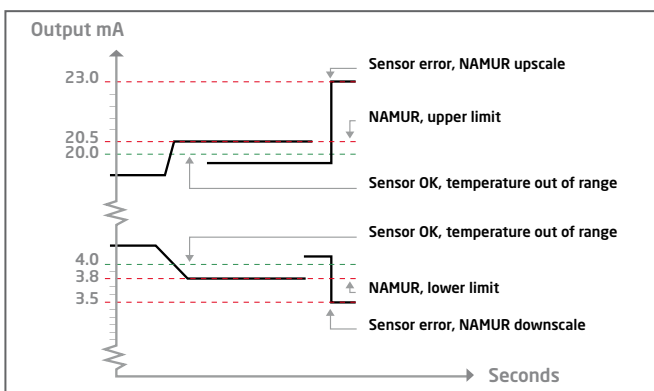 Output mA
23.0
Sensor error, NAMUR upscale
NAMUR, upper limit
20.5
20.0
Sensor OK, temperature out of range
Sensor OK, temperature out of range
4.0
3.8
NAMUR, lower limit
3.5
Sensor error, NAMUR downscale
Seconds